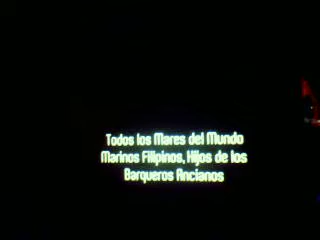 Todos los Mares del Mundo
Marinos Filipinos, Hijos de los
Barqueros Ancianos